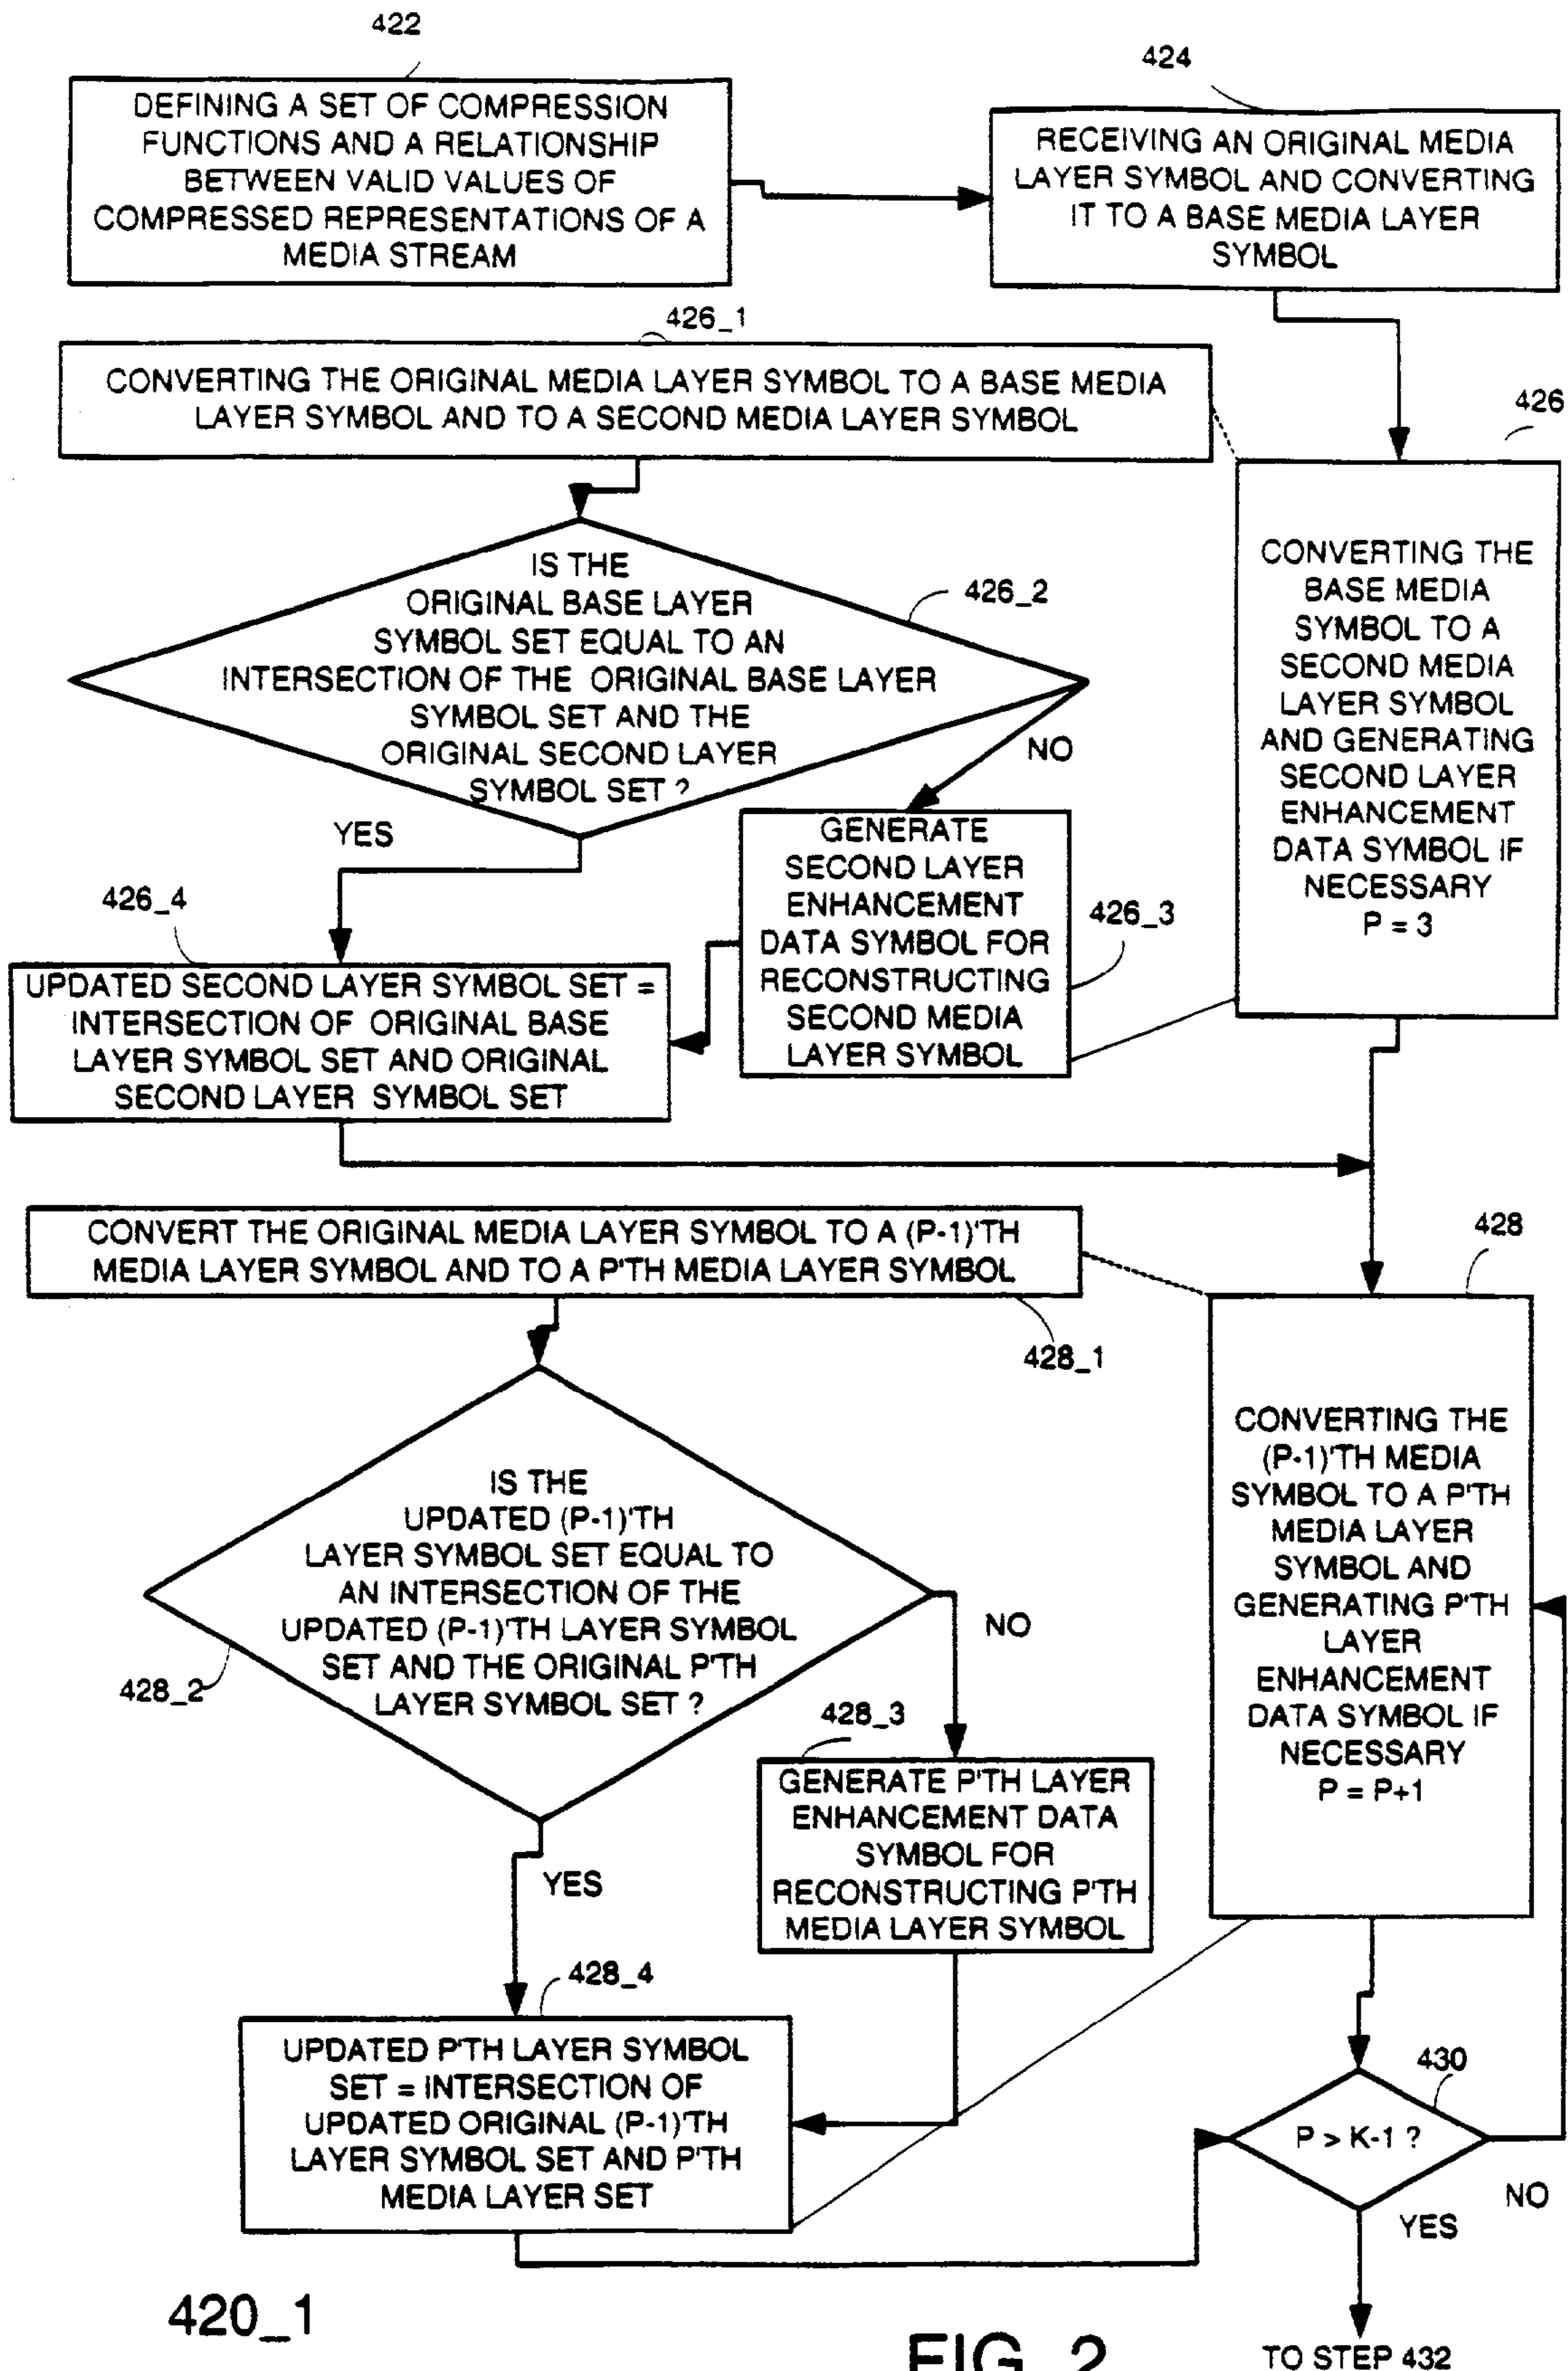 422
DEFINING A SET OF COMPRESSION
FUNCTIONS AND A RELATIONSHIP
BETWEEN VALID VALUES OF
COMPRESSED REPRESENTATIONS OF A
MEDIA STREAM
424
RECEIVING AN ORIGINAL MEDIA
LAYER SYMBOL AND CONVERTING
IT TO A BASE MEDIA LAYER
SYMBOL
426_1
CONVERTING THE ORIGINAL MEDIA LAYER SYMBOL TO A BASE MEDIA
LAYER SYMBOL AND TO A SECOND MEDIA LAYER SYMBOL
426
CONVERTING THE
BASE MEDIA
SYMBOL TO A
SECOND MEDIA
LAYER SYMBOL
AND GENERATING
SECOND LAYER
ENHANCEMENT
DATA SYMBOL IF
NECESSARY
P = 3
IS THE
ORIGINAL BASE LAYER
SYMBOL SET EQUAL TO AN
INTERSECTION OF THE ORIGINAL BASE LAYER
SYMBOL SET AND THE
ORIGINAL SECOND LAYER
SYMBOL SET ?
426_2
NO
YES
GENERATE
SECOND LAYER
ENHANCEMENT
DATA SYMBOL FOR
RECONSTRUCTING
SECOND MEDIA
LAYER SYMBOL
426_3
426_4
UPDATED SECOND LAYER SYMBOL SET =
INTERSECTION OF ORIGINAL BASE
LAYER SYMBOL SET AND ORIGINAL
SECOND LAYER SYMBOL SET
CONVERT THE ORIGINAL MEDIA LAYER SYMBOL TO A (P-1)'TH
MEDIA LAYER SYMBOL AND TO A P'TH MEDIA LAYER SYMBOL
428_1
428
CONVERTING THE
(P-1)'TH MEDIA
SYMBOL TO A P'TH
MEDIA LAYER
SYMBOL AND
GENERATING P'TH
LAYER
ENHANCEMENT
DATA SYMBOL IF
NECESSARY
P = P+1
IS THE
UPDATED (P-1)'TH
LAYER SYMBOL SET EQUAL TO
AN INTERSECTION OF THE
UPDATED (P-1)'TH LAYER SYMBOL
SET AND THE ORIGINAL P'TH
LAYER SYMBOL SET ?
428_2
NO
YES
428_3
GENERATE P'TH LAYER
ENHANCEMENT DATA
SYMBOL FOR
RECONSTRUCTING P'TH
MEDIA LAYER SYMBOL
428_4
UPDATED P'TH LAYER SYMBOL
SET = INTERSECTION OF
UPDATED ORIGINAL (P-1)'TH
LAYER SYMBOL SET AND P'TH
MEDIA LAYER SET
430
P > K-1 ?
NO
YES
420_1
FIG. 2
TO STEP 432